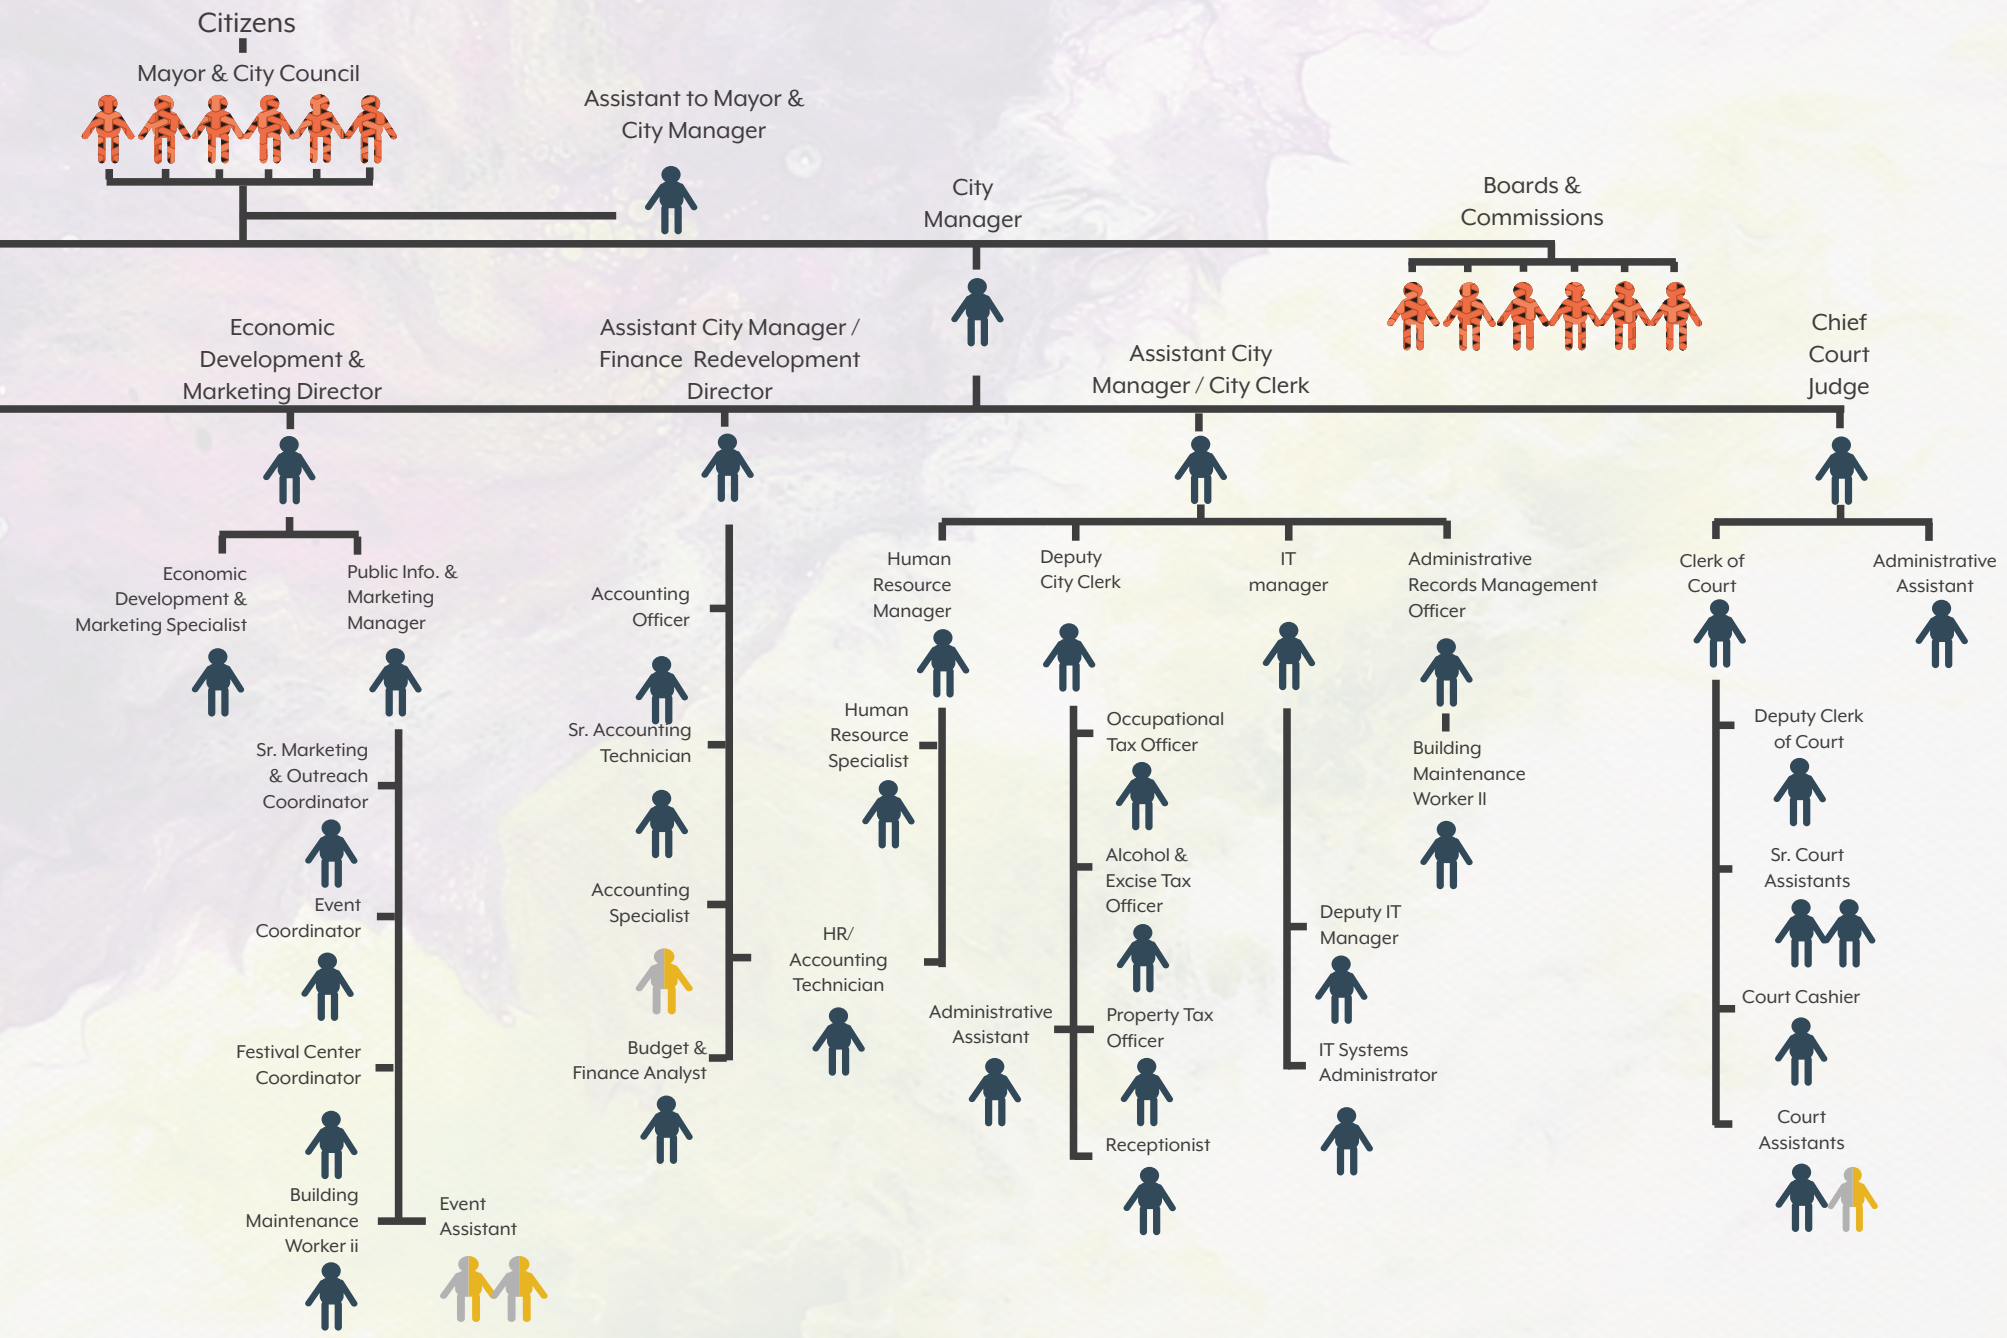 Citizens
Mayor & City Council
Assistant to Mayor &
City Manager
City
Manager
Boards &
Commissions
Economic
Development &
Marketing Director
Assistant City Manager /
Finance Redevelopment
Director
Assistant City
Manager / City Clerk
Chief
Court
Judge
Economic
Development &
Marketing Specialist
Public Info. &
Marketing
Manager
Sr. Marketing
& Outreach
Coordinator
Event
Coordinator
Festival Center
Coordinator
Building
Maintenance
Worker ii
Event
Assistant
Accounting
Officer
Sr. Accounting
Technician
Accounting
Specialist
Budget &
Finance Analyst
HR/
Accounting
Technician
Human
Resource
Manager
Human
Resource
Specialist
Deputy
City Clerk
Occupational
Tax Officer
Alcohol &
Excise Tax
Officer
Administrative
Assistant
Property Tax
Officer
Receptionist
IT
manager
Deputy IT
Manager
IT Systems
Administrator
Administrative
Records Management
Officer
Building
Maintenance
Worker II
Clerk of
Court
Administrative
Assistant
Deputy Clerk
of Court
Sr. Court
Assistants
Court Cashier
Court
Assistants